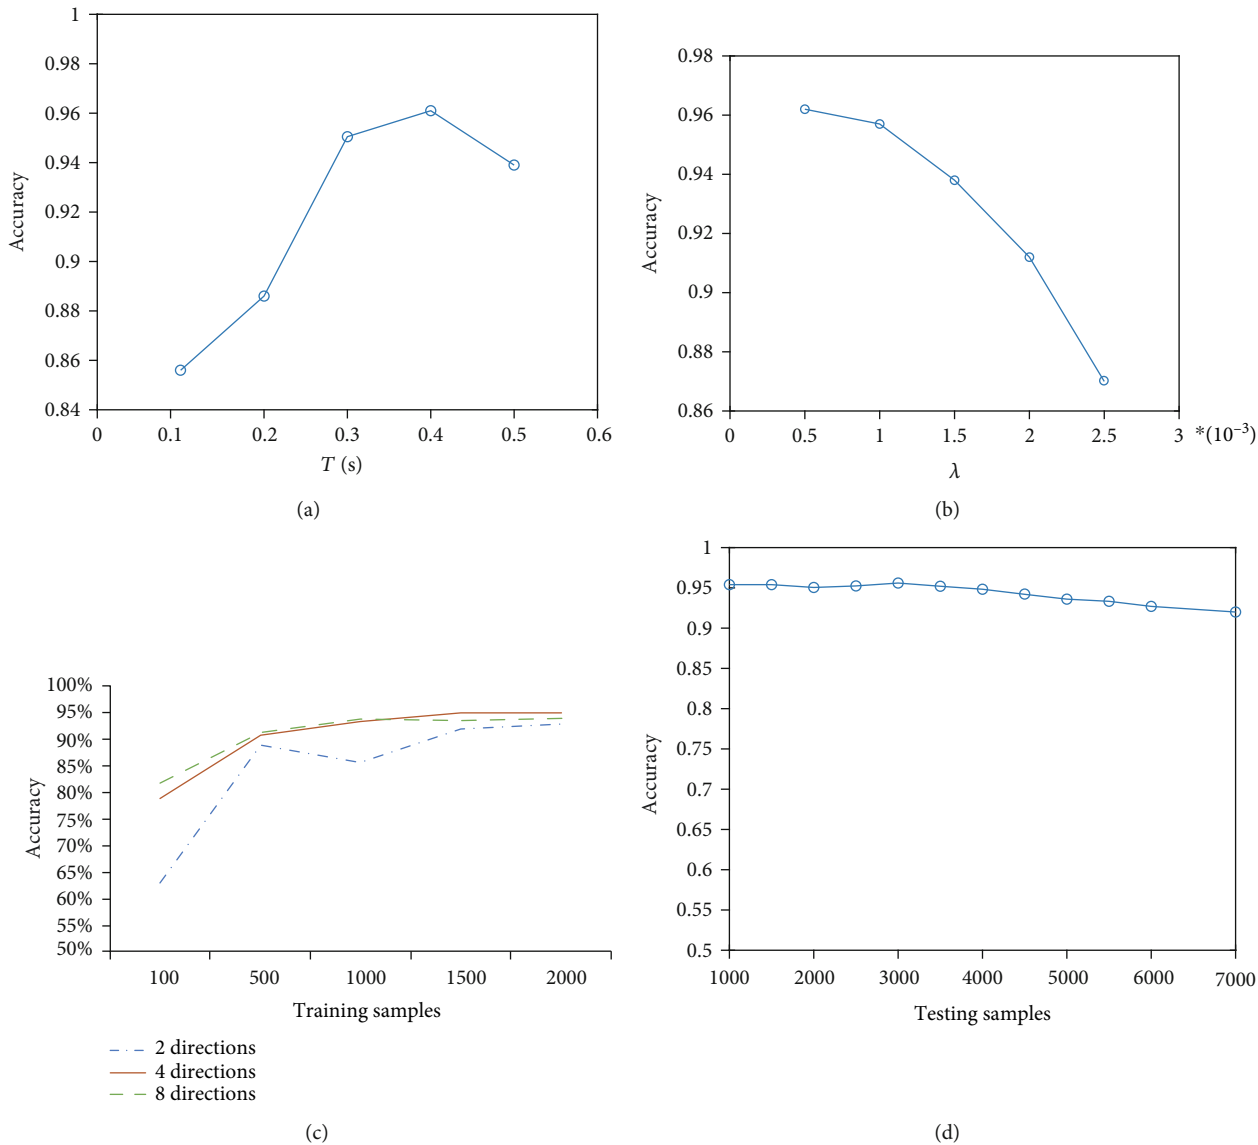 1
0.98
0.96
0.94
0.92
0.9
0.88
0.86
0.84
Accuracy
0 0.1 0.2 0.3 0.4 0.5 0.6
T (s)
(a)
0.98
0.96
0.94
0.92
0.9
0.88
0.86
Accuracy
0 0.5 1 1.5 2 2.5 3 *(10⁻³)
λ
(b)
100%
95%
90%
85%
80%
75%
70%
65%
60%
55%
50%
Accuracy
100 500 1000 1500 2000
Training samples
2 directions
4 directions
8 directions
(c)
1
0.95
0.9
0.85
0.8
0.75
0.7
0.65
0.6
0.55
0.5
Accuracy
1000 2000 3000 4000 5000 6000 7000
Testing samples
(d)